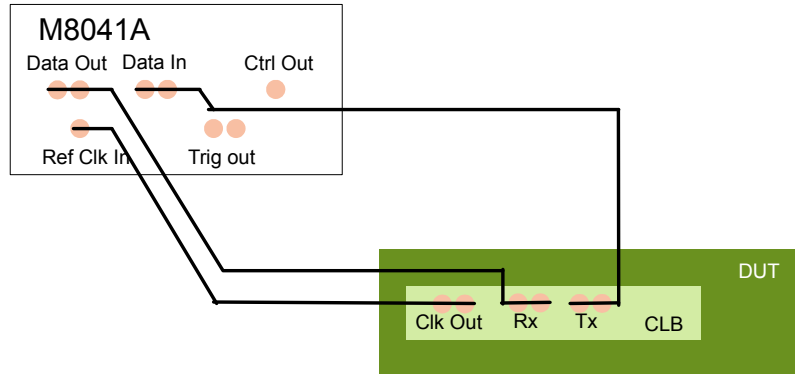 M8041A
Data Out Data In Ctrl Out
Ref Clk In Trig out
DUT
Clk Out Rx Tx CLB